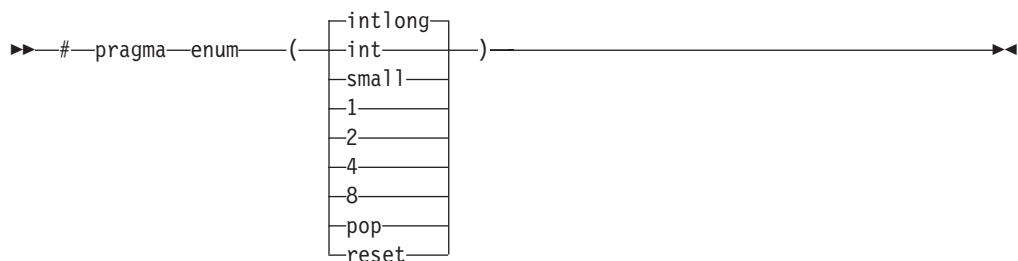 intlong
# pragma enum ( int )
small
1
2
4
8
pop
reset